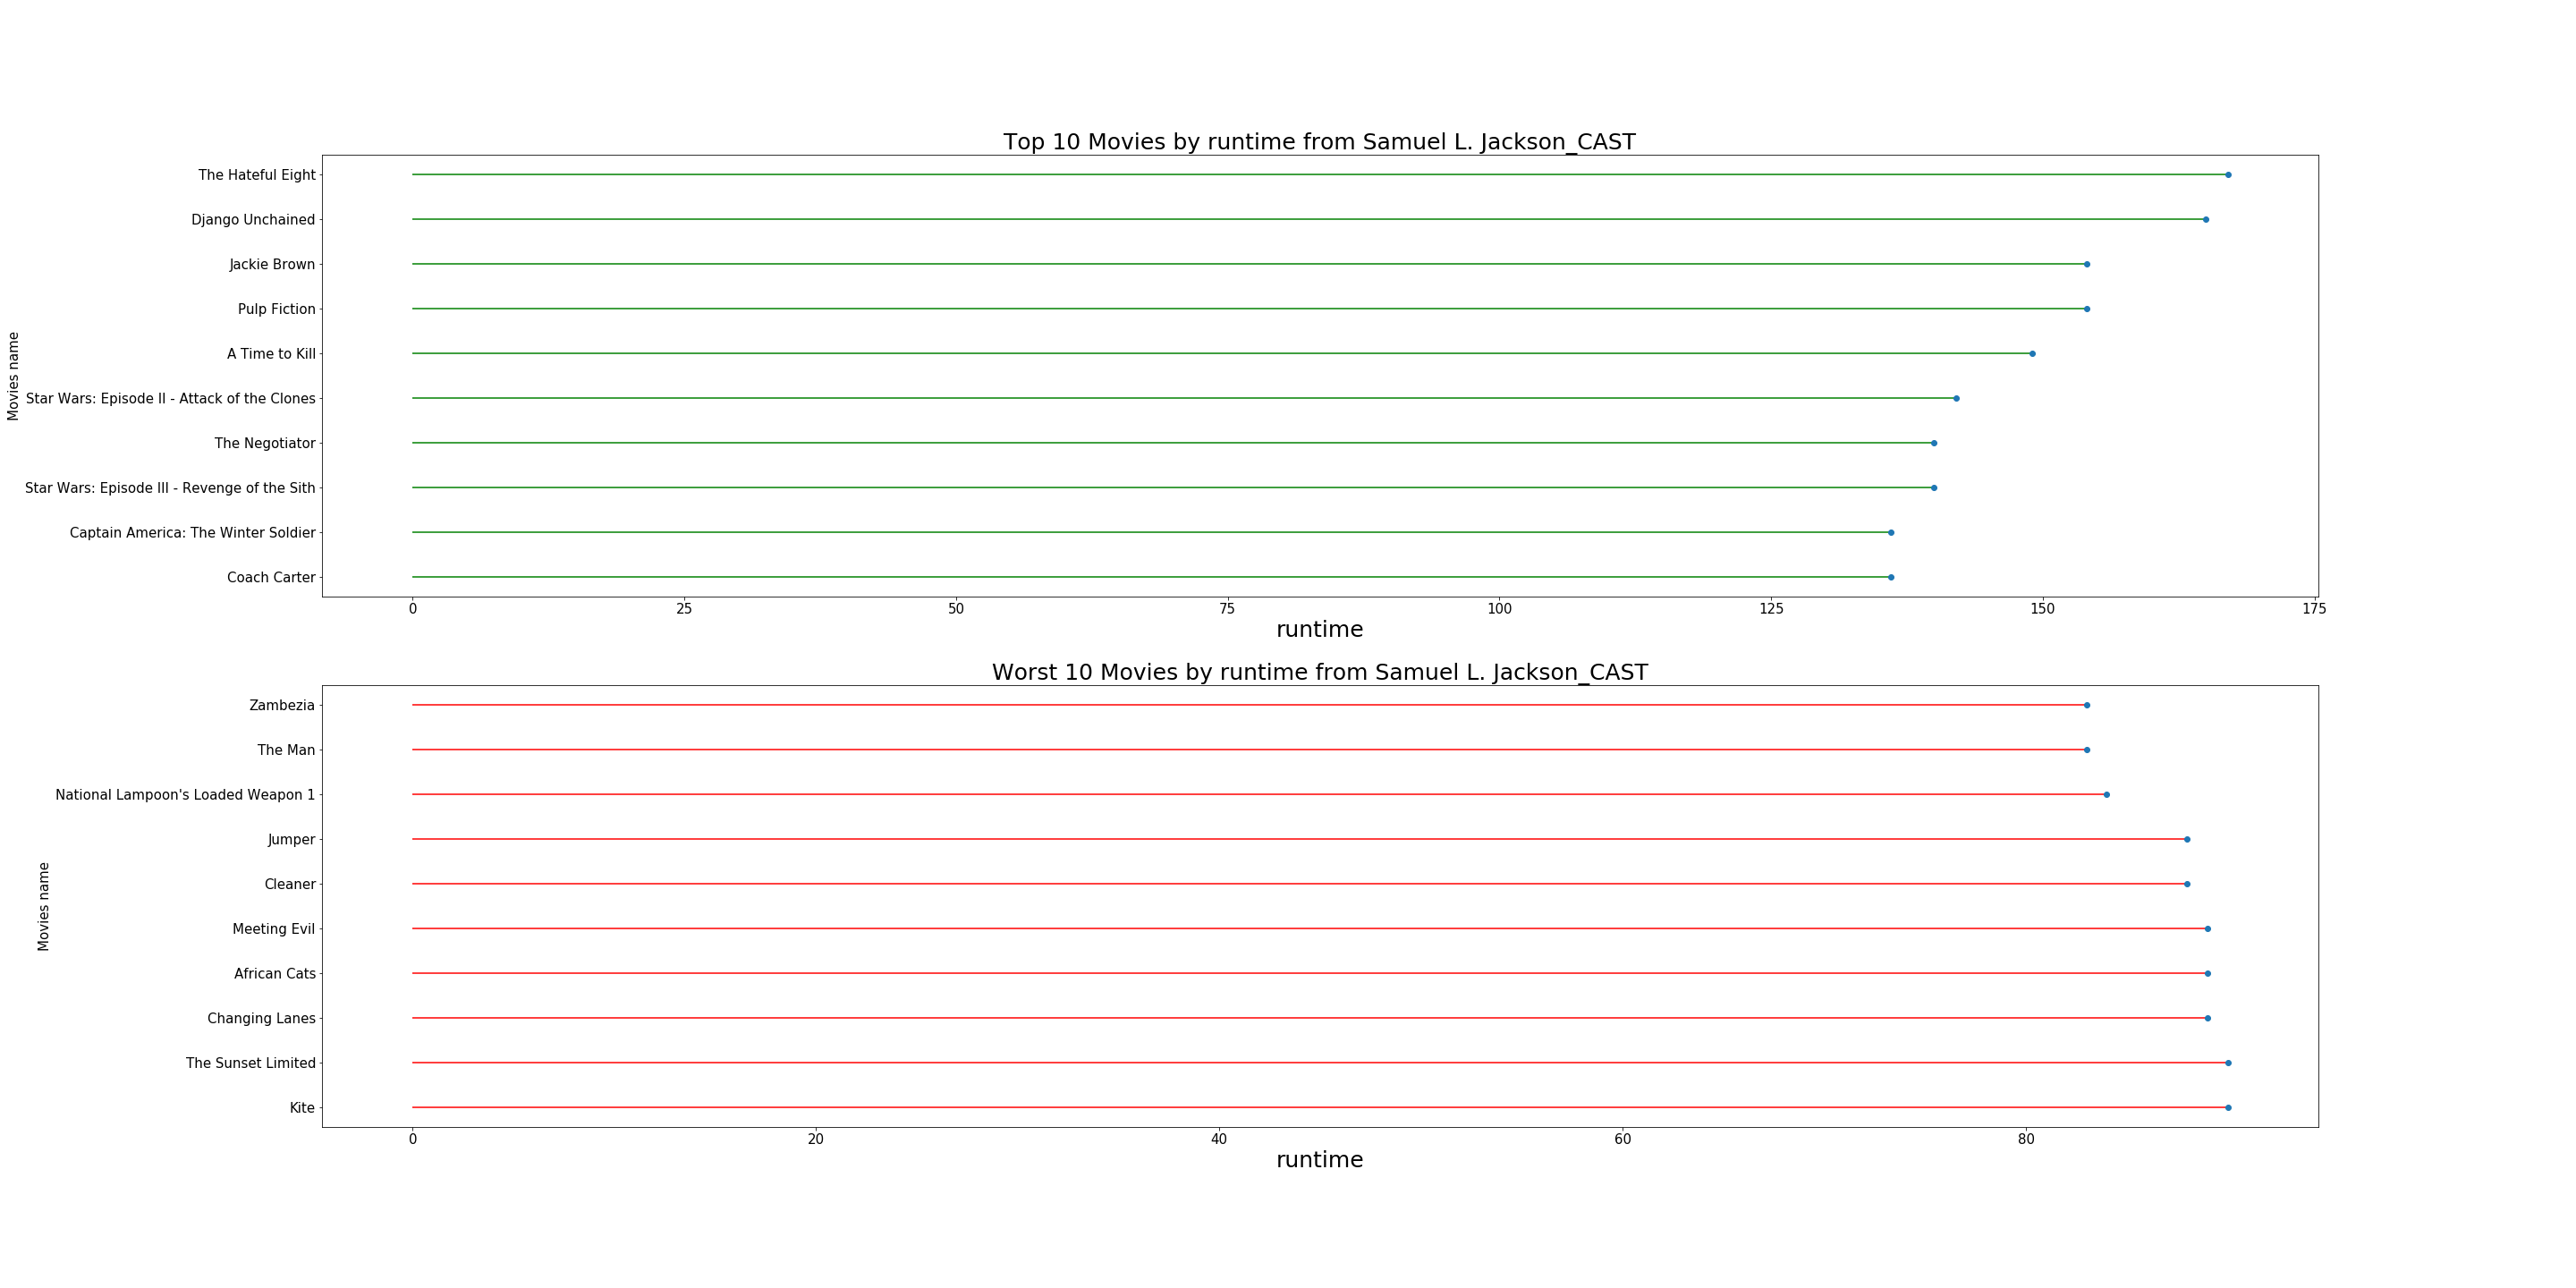 Top 10 Movies by runtime from Samuel L. Jackson_CAST
Movies name
The Hateful Eight
Django Unchained
Jackie Brown
Pulp Fiction
A Time to Kill
Star Wars: Episode II - Attack of the Clones
The Negotiator
Star Wars: Episode III - Revenge of the Sith
Captain America: The Winter Soldier
Coach Carter
0 25 50 75 100 125 150 175
runtime
Worst 10 Movies by runtime from Samuel L. Jackson_CAST
Movies name
Zambezia
The Man
National Lampoon's Loaded Weapon 1
Jumper
Cleaner
Meeting Evil
African Cats
Changing Lanes
The Sunset Limited
Kite
0 20 40 60 80
runtime